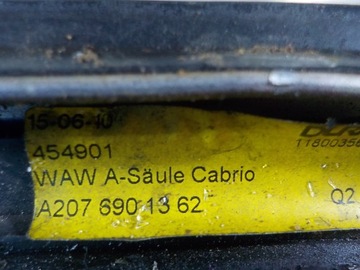 15-06-10
454901
WAW A-Säule Cabrio
A207 690 13 62
Q2